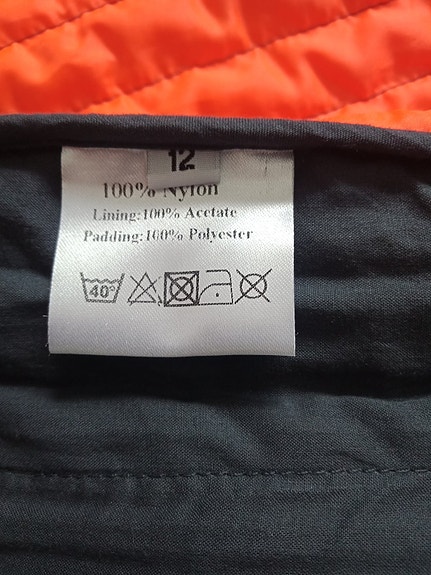 12
100% Nylon
Lining:100% Acetate
Padding:100% Polyester
40°